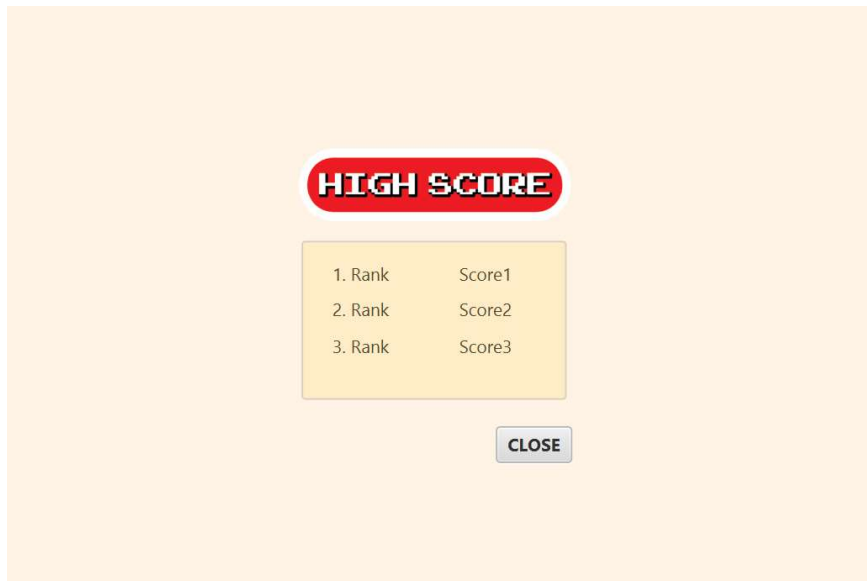 HIGH SCORE
1. Rank Score1
2. Rank Score2
3. Rank Score3
CLOSE